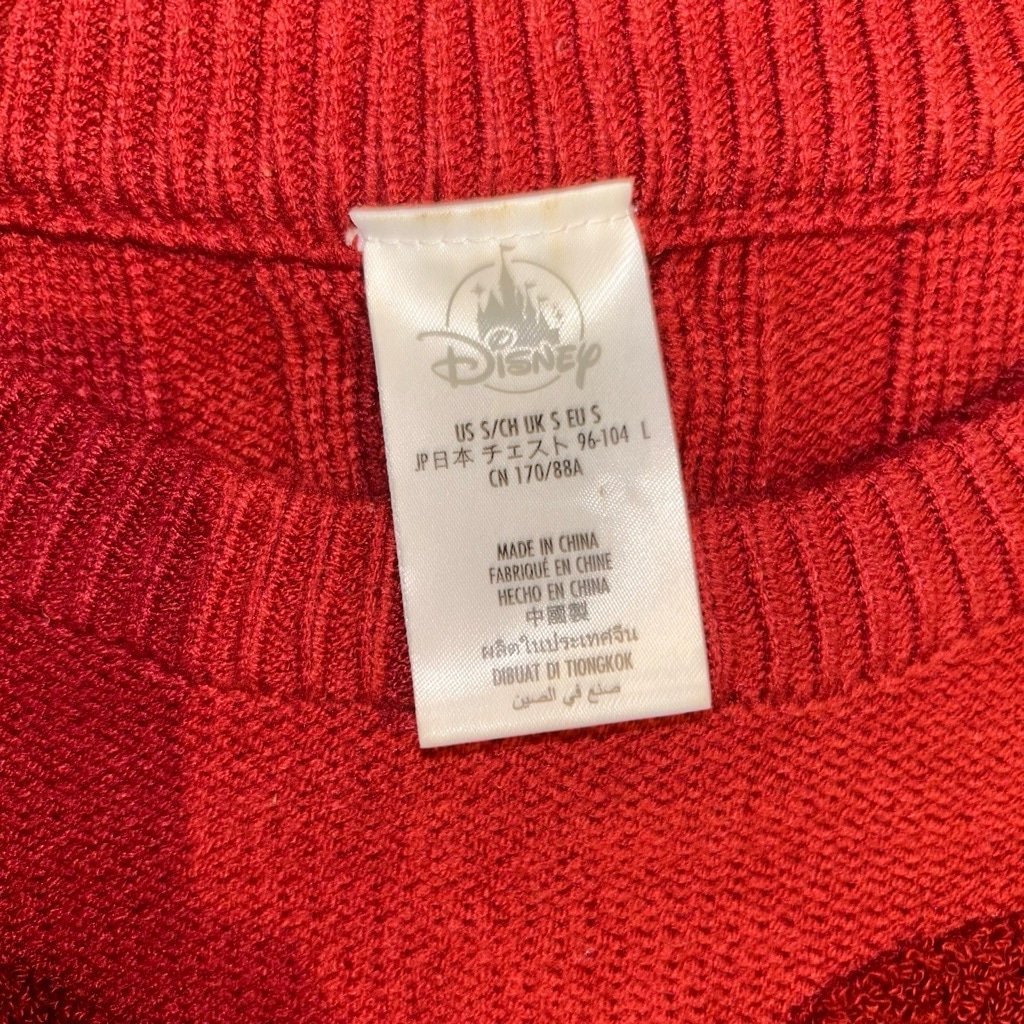 Disney
US S/CH UK S EU S
JP日本 チェスト 96-104 L
CN 170/88A
MADE IN CHINA
FABRIQUÉ EN CHINE
HECHO EN CHINA
中國製
ผลิตในประเทศจีน
DIBUAT DI TIONGKOK
صنع في الصين